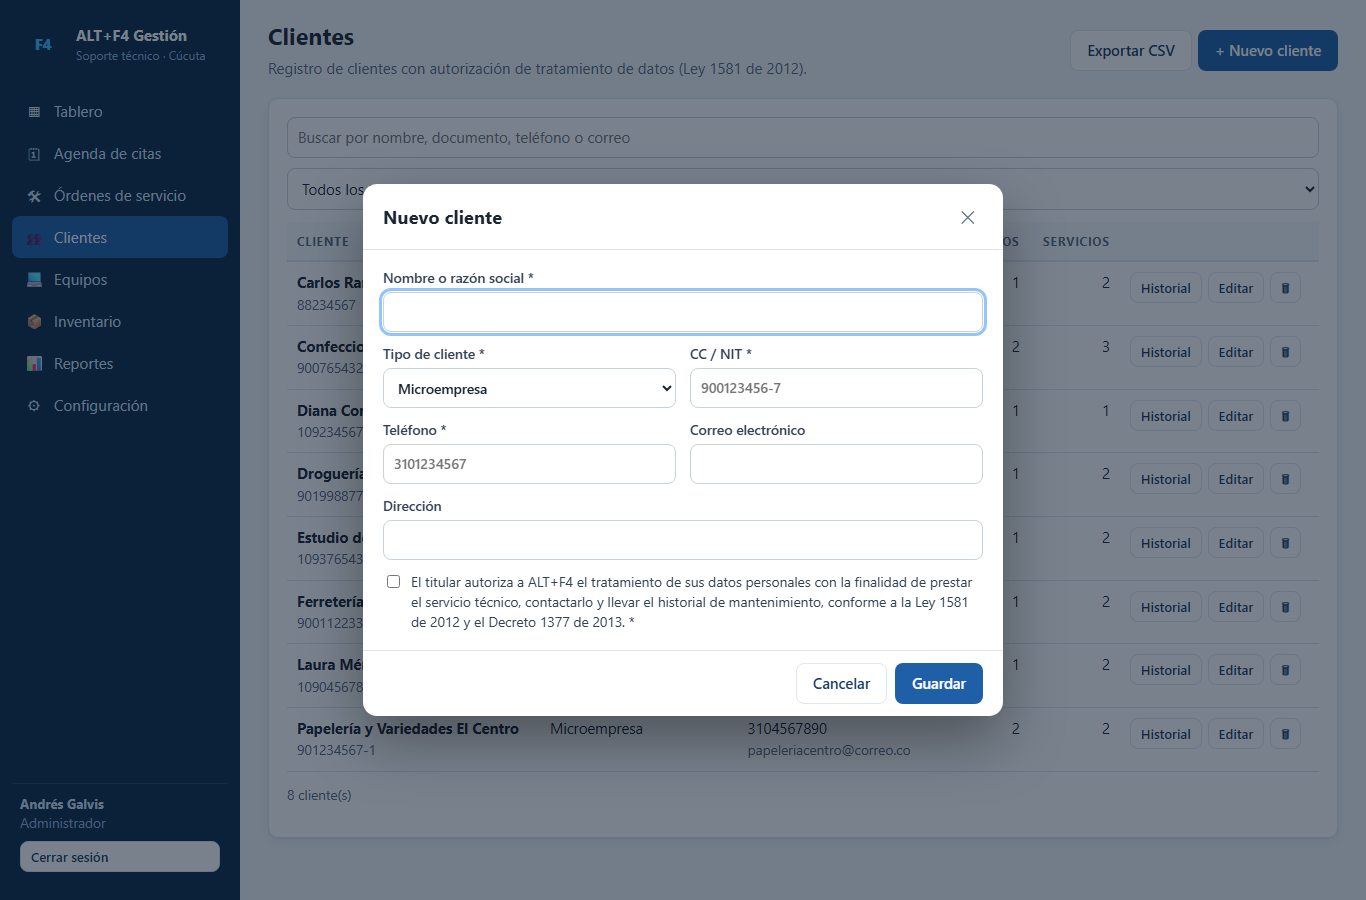 F4
ALT+F4 Gestión
Soporte técnico · Cúcuta
Tablero
Agenda de citas
Órdenes de servicio
Clientes
Equipos
Inventario
Reportes
Configuración
Andrés Galvis
Administrador
Cerrar sesión
Clientes
Registro de clientes con autorización de tratamiento de datos (Ley 1581 de 2012).
Exportar CSV
+ Nuevo cliente
Buscar por nombre, documento, teléfono o correo
Todos los
CLIENTE OS SERVICIOS
Carlos Ra 1 2 Historial Editar
88234567
Confeccio 2 3 Historial Editar
900765432
Diana Cor 1 1 Historial Editar
109234567
Droguería 1 2 Historial Editar
901998877
Estudio d 1 2 Historial Editar
109376543
Ferretería 1 2 Historial Editar
900112233
Laura Mé 1 2 Historial Editar
109045678
Papelería y Variedades El Centro Microempresa 3104567890 2 2 Historial Editar
901234567-1 papeleriacentro@correo.co
8 cliente(s)
Nuevo cliente
Nombre o razón social *
Tipo de cliente * CC / NIT *
Microempresa 900123456-7
Teléfono * Correo electrónico
3101234567
Dirección
El titular autoriza a ALT+F4 el tratamiento de sus datos personales con la finalidad de prestar
el servicio técnico, contactarlo y llevar el historial de mantenimiento, conforme a la Ley 1581
de 2012 y el Decreto 1377 de 2013. *
Cancelar Guardar